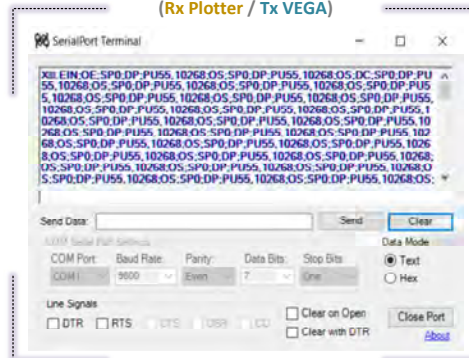 (Rx Plotter / Tx VEGA)
SerialPort Terminal
EIN;OE;SP0;DP;PU55,10268;OS;SP0;DP;PU55,10268;OS;DC;SP0;DP;PU
55,10268;OS;SP0;DP;PU55,10268;OS;SP0;DP;PU55,10268;OS;SP0;DP;PU5
5,10268;OS;SP0;DP;PU55,10268;OS;SP0;DP;PU55,10268;OS;SP0;DP;PU55,
10268;OS;SP0;DP;PU55,10268;OS;SP0;DP;PU55,10268;OS;SP0;DP;PU55,1
0268;OS;SP0;DP;PU55,10268;OS;SP0;DP;PU55,10268;OS;SP0;DP;PU55,10
268;OS;SP0;DP;PU55,10268;OS;SP0;DP;PU55,10268;OS;SP0;DP;PU55,102
68;OS;SP0;DP;PU55,10268;OS;SP0;DP;PU55,10268;OS;SP0;DP;PU55,1026
8;OS;SP0;DP;PU55,10268;OS;SP0;DP;PU55,10268;OS;SP0;DP;PU55,10268;
OS;SP0;DP;PU55,10268;OS;SP0;DP;PU55,10268;OS;SP0;DP;PU55,10268;O
S;SP0;DP;PU55,10268;OS;SP0;DP;PU55,10268;OS;SP0;DP;PU55,10268;OS;
Send Data: Send Clear
COM Serial Port Settings Data Mode
COM Port: Baud Rate: Parity: Data Bits: Stop Bits
COM1 9600 Even 7 One Text
Hex
Line Signals
DTR RTS CTS DSR CD Clear on Open Close Port
Clear with DTR About